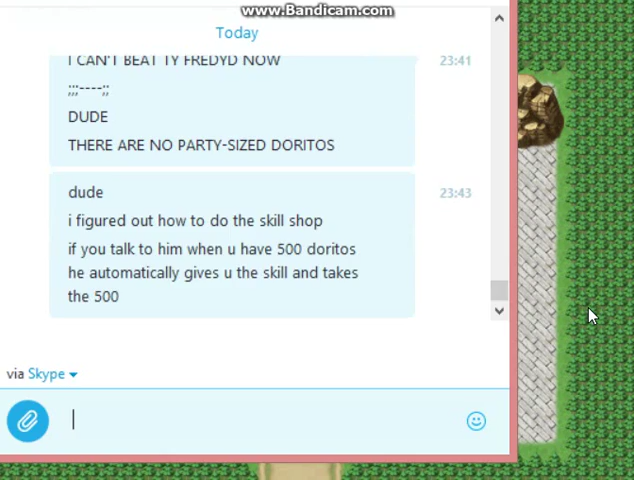 www.Bandicam.com
Today
I CAN'T BEAT TY FREDYD NOW
23:41
;;;----;;
DUDE
THERE ARE NO PARTY-SIZED DORITOS
dude
23:43
i figured out how to do the skill shop
if you talk to him when u have 500 doritos
he automatically gives u the skill and takes
the 500
via Skype